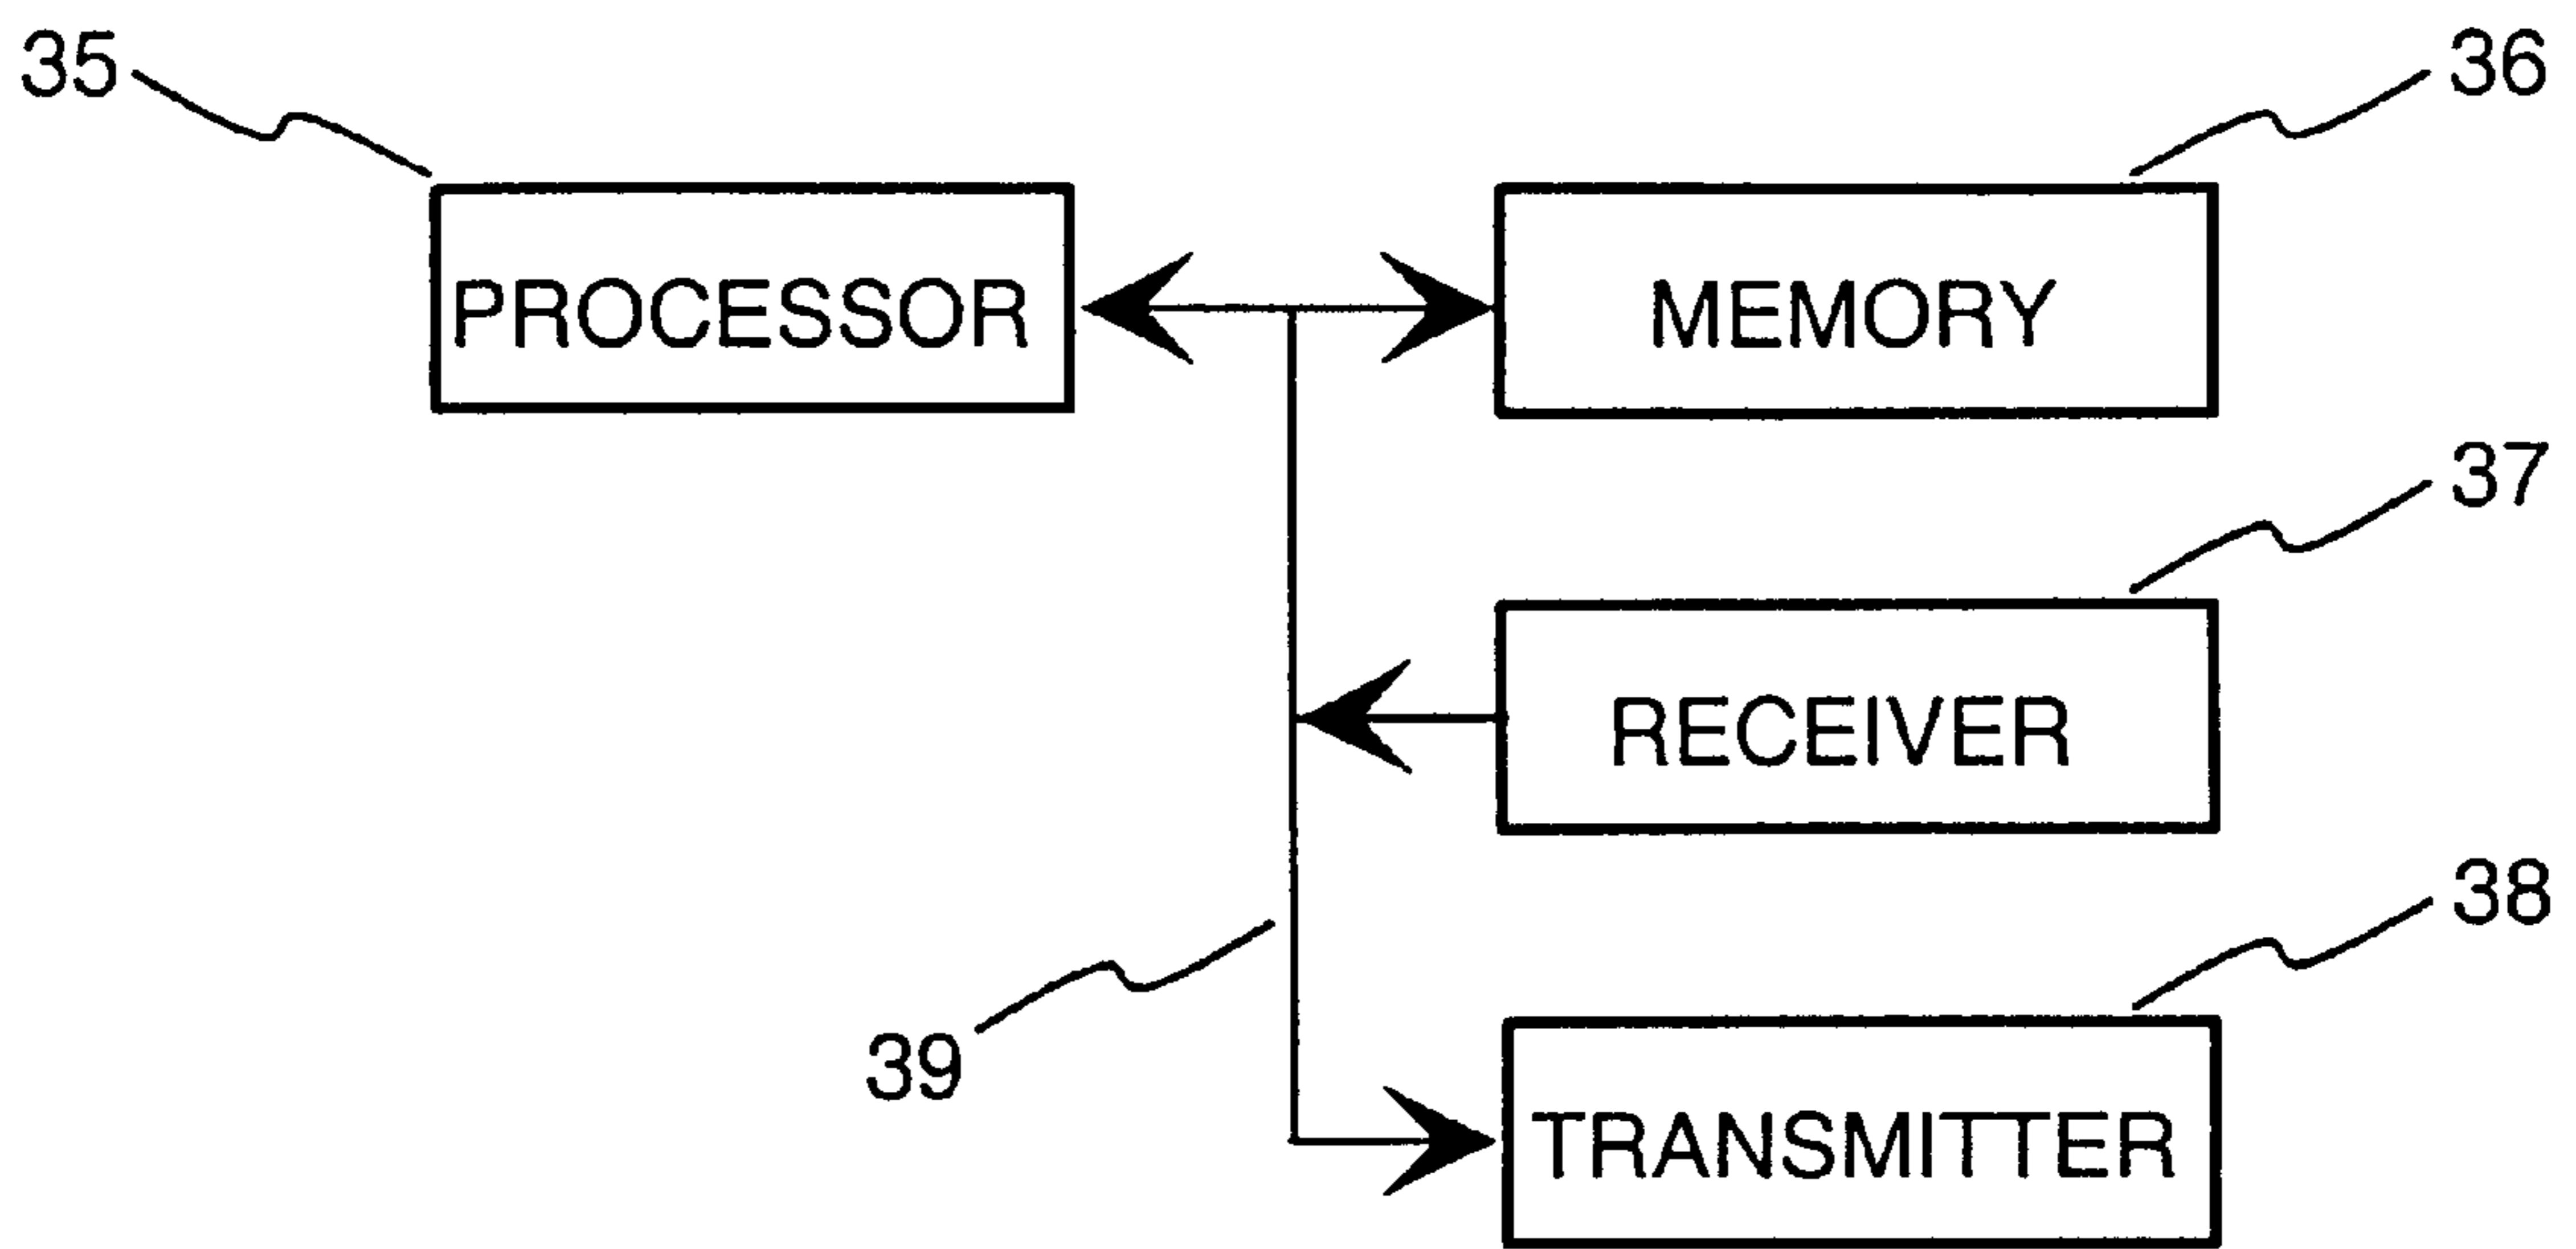 35
36
PROCESSOR
MEMORY
37
RECEIVER
38
39
TRANSMITTER